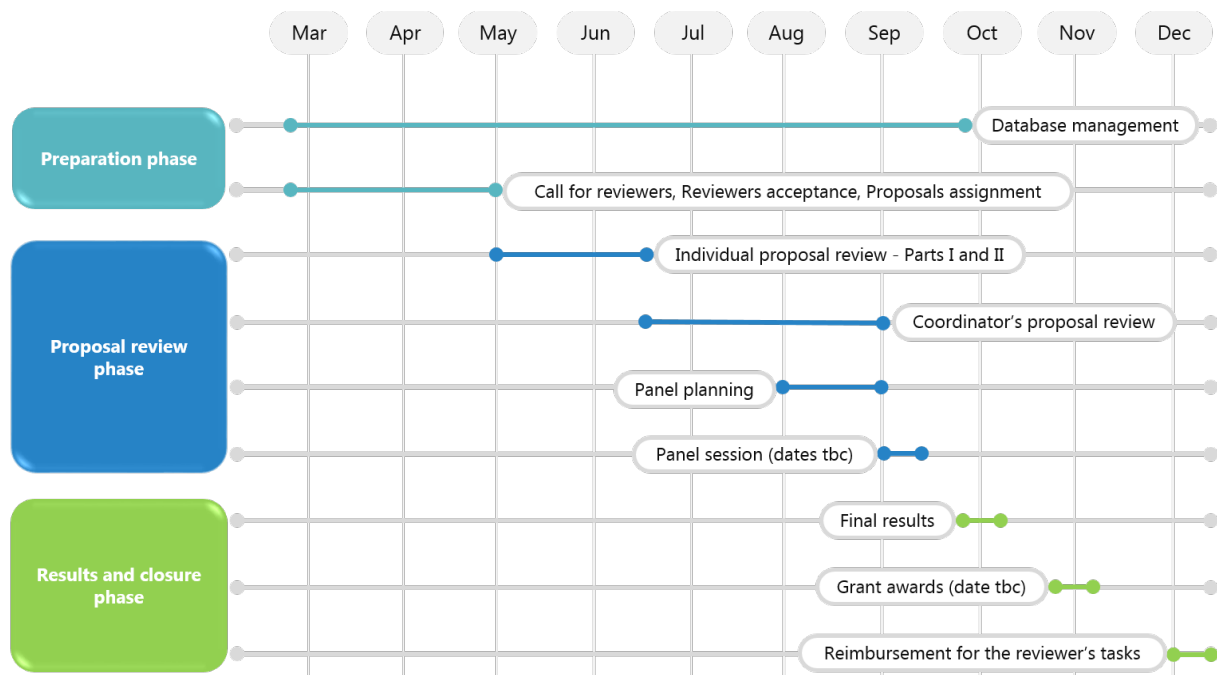 Mar Apr May Jun Jul Aug Sep Oct Nov Dec
Preparation phase
Database management
Call for reviewers, Reviewers acceptance, Proposals assignment
Proposal review
phase
Individual proposal review - Parts I and II
Coordinator’s proposal review
Panel planning
Panel session (dates tbc)
Results and closure
phase
Final results
Grant awards (date tbc)
Reimbursement for the reviewer’s tasks